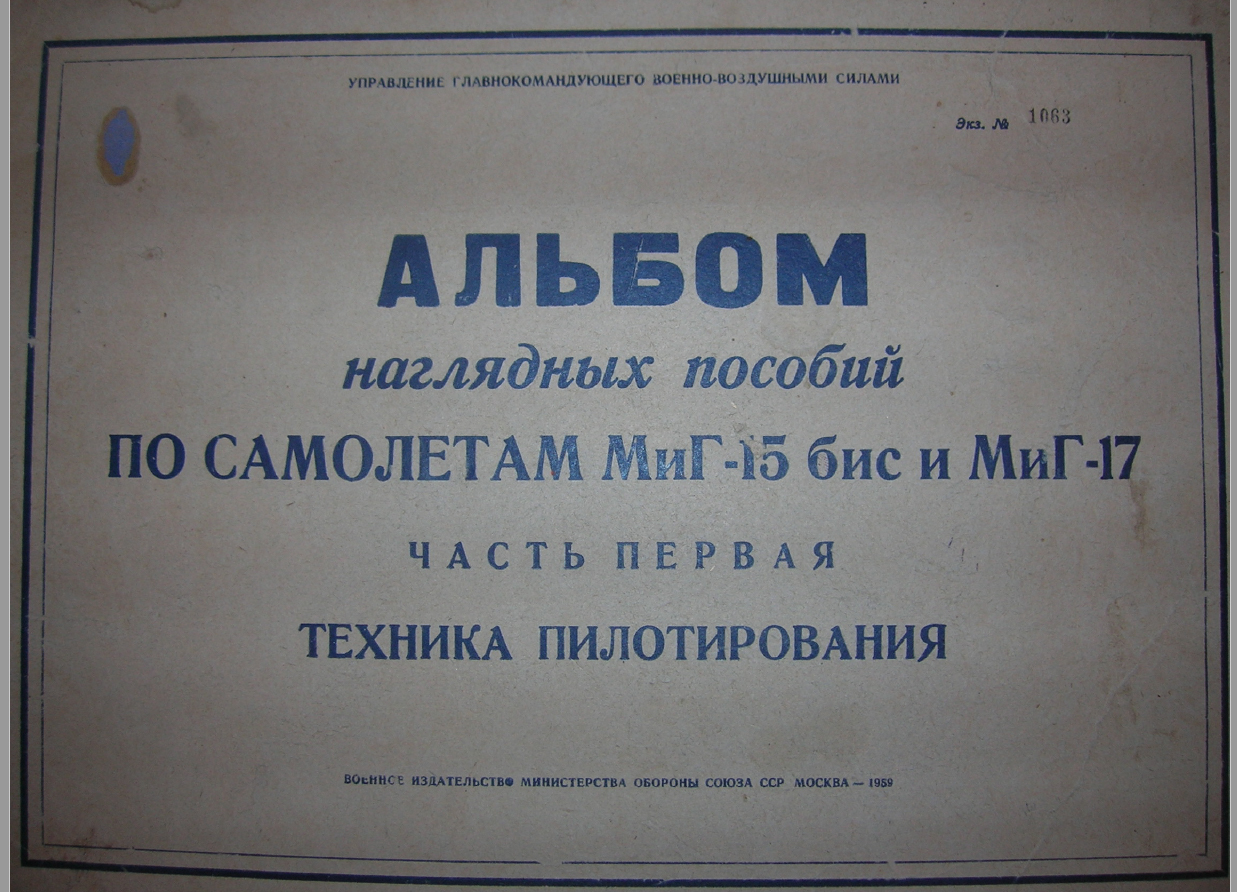 УПРАВЛЕНИЕ ГЛАВНОКОМАНДУЮЩЕГО ВОЕННО-ВОЗДУШНЫМИ СИЛАМИ
Экз. № 1063
АЛЬБОМ
наглядных пособий
ПО САМОЛЕТАМ МиГ-15 бис и МиГ-17
ЧАСТЬ ПЕРВАЯ
ТЕХНИКА ПИЛОТИРОВАНИЯ
ВОЕННОЕ ИЗДАТЕЛЬСТВО МИНИСТЕРСТВА ОБОРОНЫ СОЮЗА ССР МОСКВА — 1959